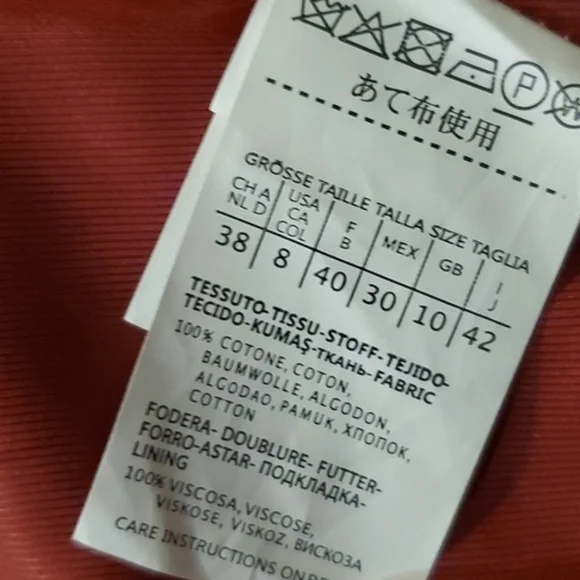 P W
あて布使用
GRÖSSE TAILLE TALLA SIZE TAGLIA
CH A USA F MEX GB I
NL D CA B J
COL
38 8 40 30 10 42
TESSUTO-TISSU-STOFF-TEJIDO-
TECIDO-KUMAŞ-ТКАНЬ-FABRIC
100% COTONE, COTON,
BAUMWOLLE, ALGODON,
ALGODAO, PAMUK, ХЛОПОК,
COTTON
FODERA- DOUBLURE- FUTTER-
FORRO-ASTAR- ПОДКЛАДКА-
LINING
100% VISCOSA, VISCOSE,
VISKOSE, VISKOZ, ВИСКОЗА
CARE INSTRUCTIONS ON